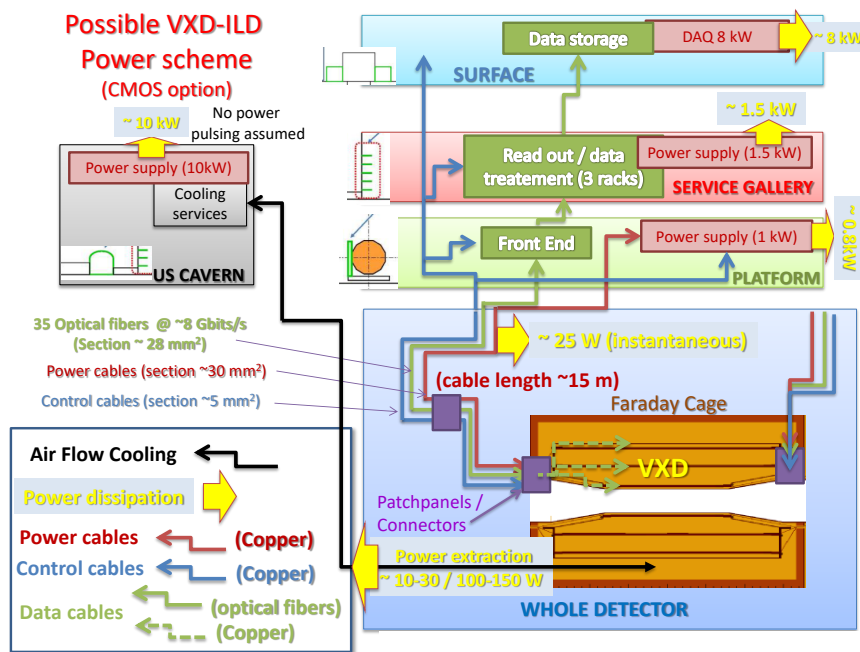 Possible VXD-ILD
Power scheme
(CMOS option)
No power
pulsing assumed
~ 10 kW
Power supply (10kW)
Cooling
services
US CAVERN
Data storage
DAQ 8 kW
~ 8 kW
SURFACE
~ 1.5 kW
Read out / data
treatement (3 racks)
Power supply (1.5 kW)
SERVICE GALLERY
Front End
Power supply (1 kW)
~ 0.8kW
PLATFORM
35 Optical fibers @ ~8 Gbits/s
(Section ~ 28 mm²)
Power cables (section ~30 mm²)
Control cables (section ~5 mm²)
~ 25 W (instantaneous)
(cable length ~15 m)
Faraday Cage
VXD
Patchpanels /
Connectors
Power extraction
~ 10-30 / 100-150 W
WHOLE DETECTOR
Air Flow Cooling
Power dissipation
Power cables
(Copper)
Control cables
(Copper)
Data cables
(optical fibers)
(Copper)